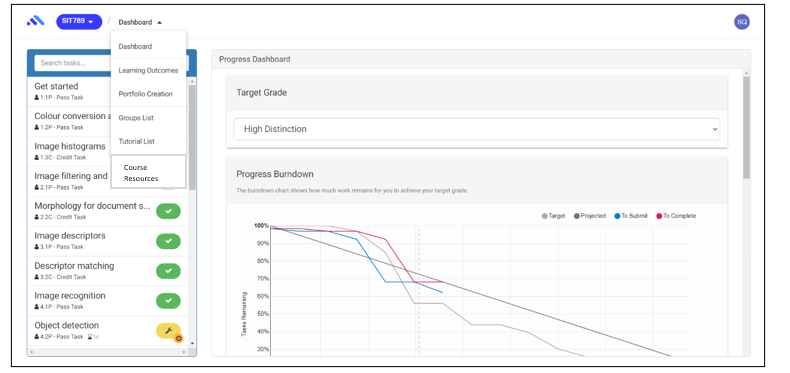 SIT789
/
Dashboard
SQ
Dashboard
Learning Outcomes
Portfolio Creation
Groups List
Tutorial List
Course
Resources
Search tasks...
Get started
1.1P - Pass Task
Colour conversion a
1.2P - Pass Task
Image histograms
1.3C - Credit Task
Image filtering and
2.1P - Pass Task
Morphology for document s...
2.2C - Credit Task
Image descriptors
3.1P - Pass Task
Descriptor matching
3.2C - Credit Task
Image recognition
4.1P - Pass Task
Object detection
4.2P - Pass Task
Progress Dashboard
Target Grade
High Distinction
Progress Burndown
The burndown chart shows how much work remains for you to achieve your target grade.
Target Projected To Submit To Complete
100%
90%
80%
70%
60%
50%
40%
30%
Tasks Remaining